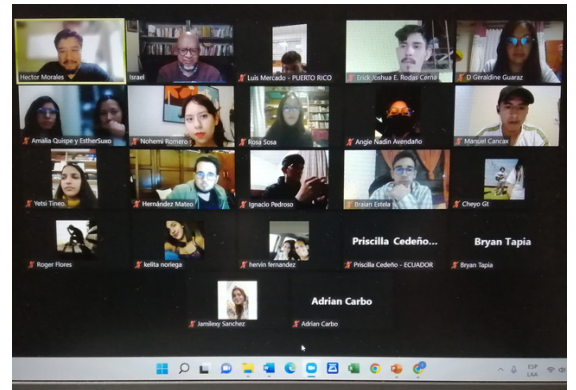 Hector Morales
Israel
Luis Mercado - PUERTO RICO
Erick Joshua E. Rodas Cerna
D Geraldine Guaraz
Amalia Quispe y EstherSuxo
Nohemi Romero
Rosa Sosa
Angie Nadin Avendaño
Manuel Cancax
Yetsi Tineo
Hernández Mateo
Ignacio Pedroso
Braian Estela
Cheyo Gt
Roger Flores
kelita noriega
hervin fernandez
Priscilla Cedeño...
Priscilla Cedeño - ECUADOR
Bryan Tapia
Bryan Tapia
Jamilexy Sanchez
Adrian Carbo
Adrian Carbo
ESP
LAA